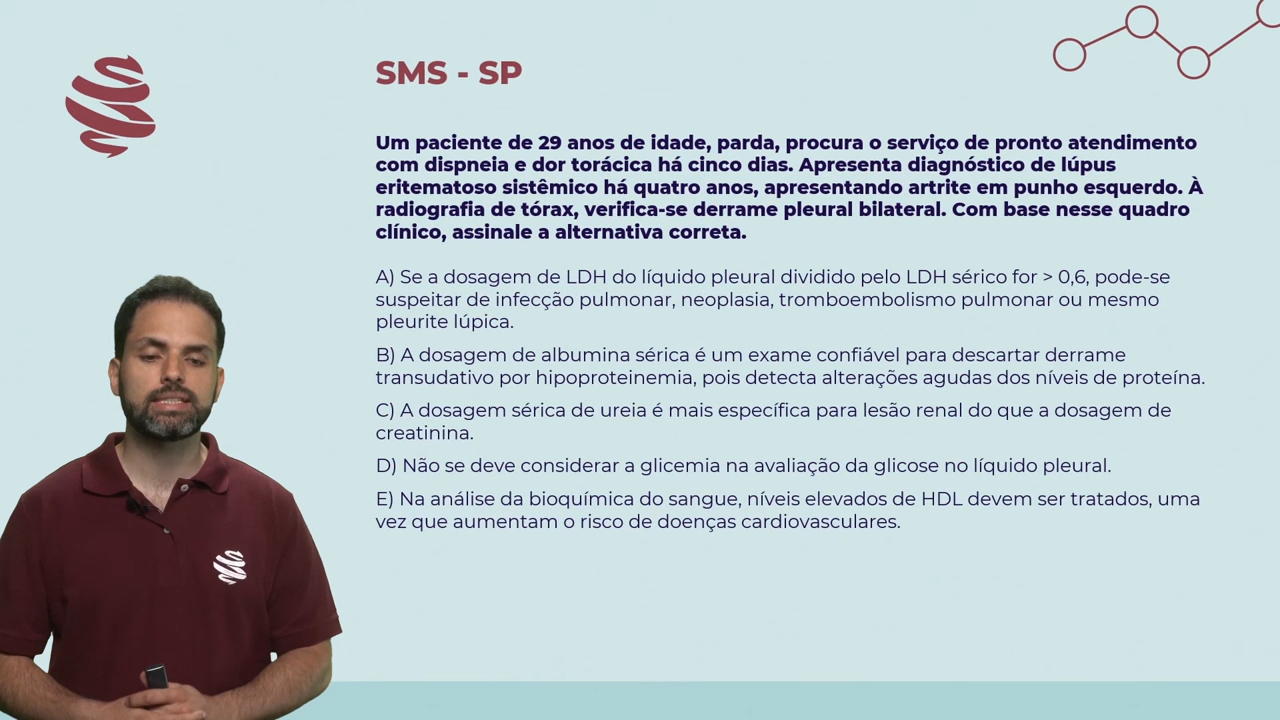 SMS - SP
Um paciente de 29 anos de idade, parda, procura o serviço de pronto atendimento
com dispneia e dor torácica há cinco dias. Apresenta diagnóstico de lúpus
eritematoso sistêmico há quatro anos, apresentando artrite em punho esquerdo. À
radiografia de tórax, verifica-se derrame pleural bilateral. Com base nesse quadro
clínico, assinale a alternativa correta.
A) Se a dosagem de LDH do líquido pleural dividido pelo LDH sérico for > 0,6, pode-se
suspeitar de infecção pulmonar, neoplasia, tromboembolismo pulmonar ou mesmo
pleurite lúpica.
B) A dosagem de albumina sérica é um exame confiável para descartar derrame
transudativo por hipoproteinemia, pois detecta alterações agudas dos níveis de proteína.
C) A dosagem sérica de ureia é mais específica para lesão renal do que a dosagem de
creatinina.
D) Não se deve considerar a glicemia na avaliação da glicose no líquido pleural.
E) Na análise da bioquímica do sangue, níveis elevados de HDL devem ser tratados, uma
vez que aumentam o risco de doenças cardiovasculares.